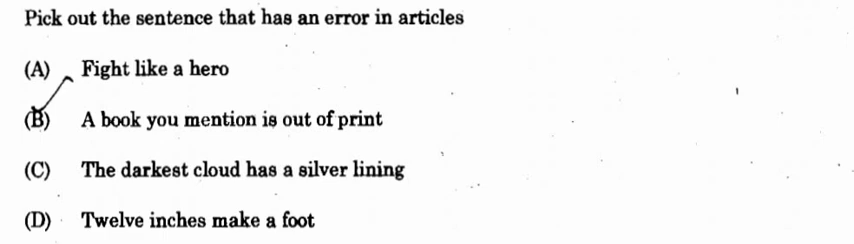 Pick out the sentence that has an error in articles
(A) Fight like a hero
(B) A book you mention is out of print
(C) The darkest cloud has a silver lining
(D) Twelve inches make a foot